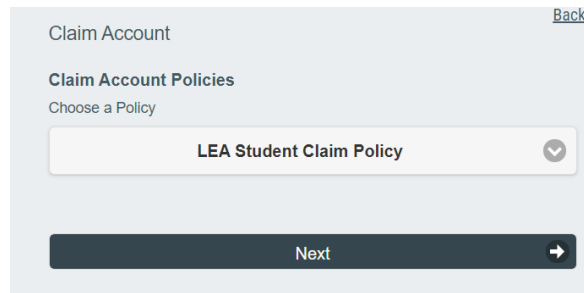 Back
Claim Account
Claim Account Policies
Choose a Policy
LEA Student Claim Policy
Next